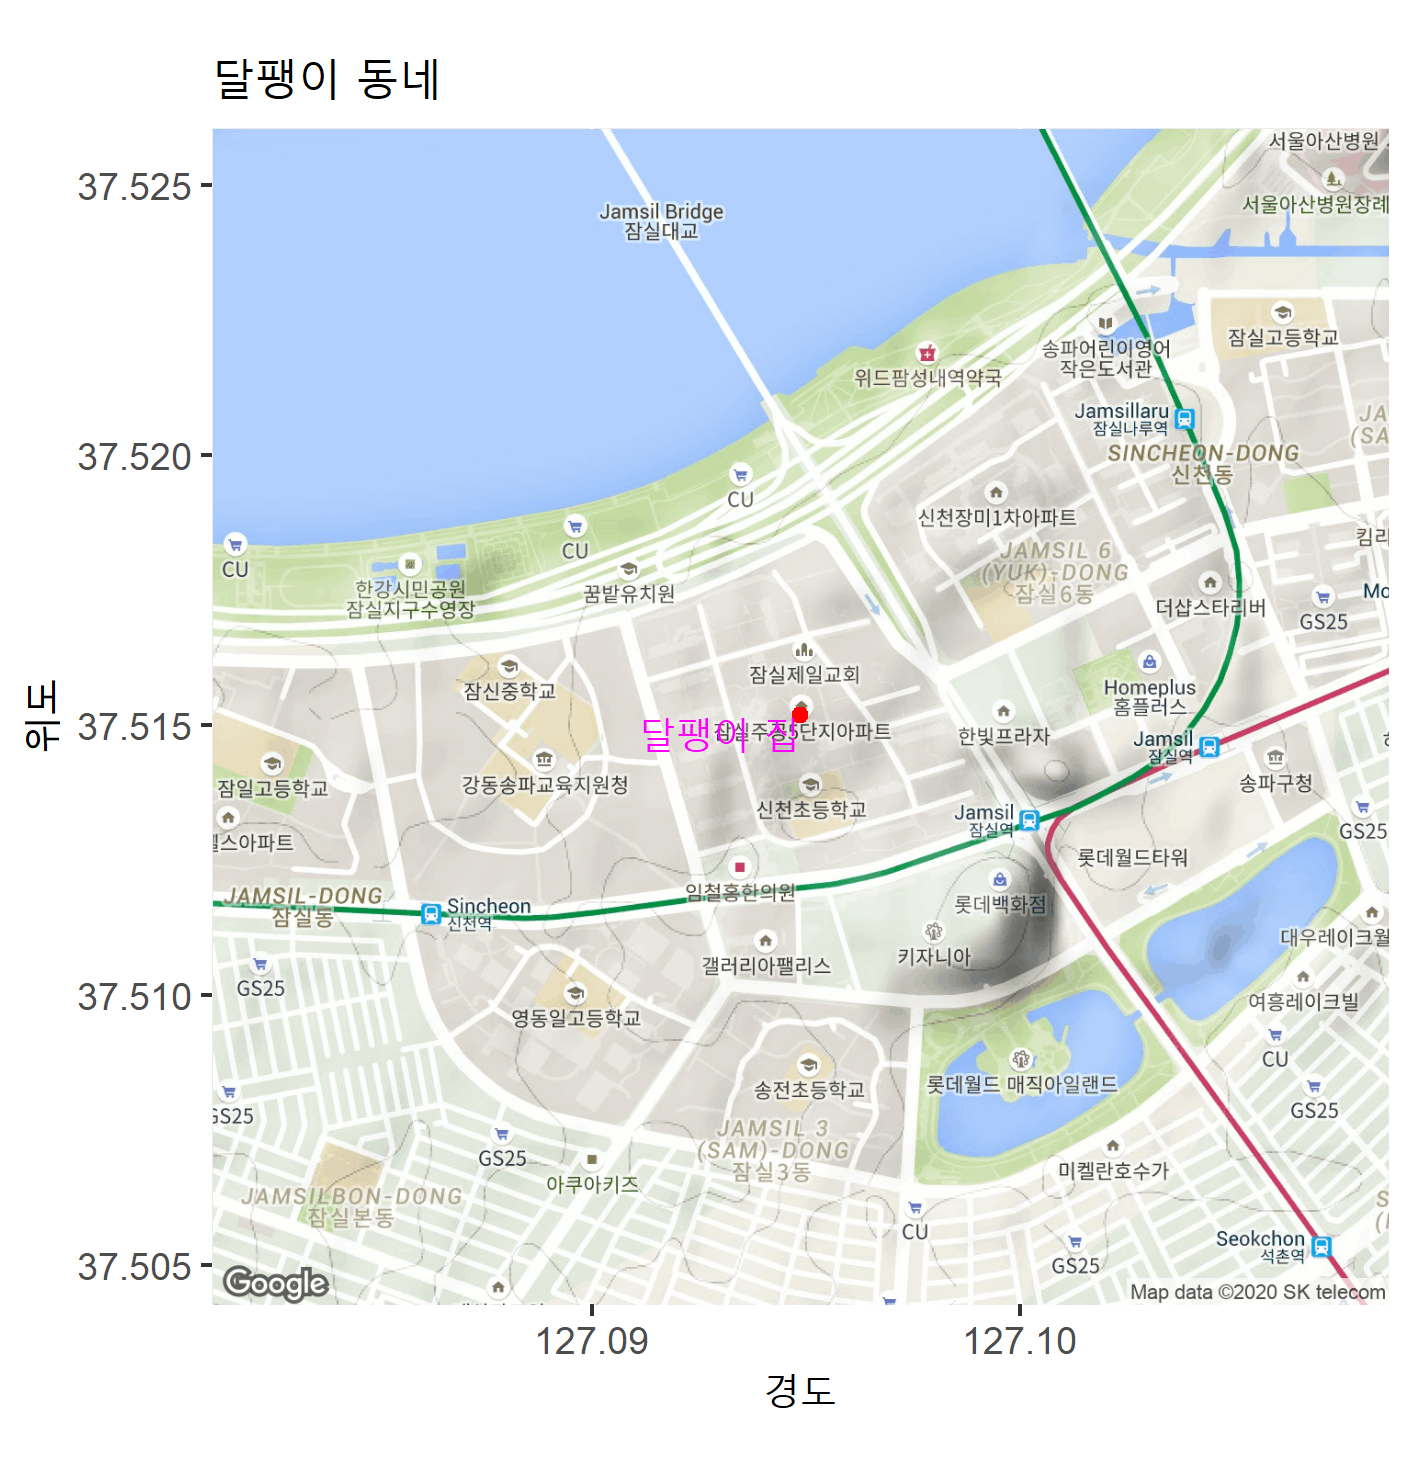 달팽이 동네
37.525
37.520
37.515
37.510
37.505
위도
127.09
127.10
경도
서울아산병원
서울아산병원장례
Jamsil Bridge
잠실대교
잠실고등학교
송파어린이영어
작은도서관
위드팜성내역약국
Jamsillaru
잠실나루역
SINCHEON-DONG
신천동
CU
신천장미1차아파트
CU
CU
JAMSIL 6
(YUK)-DONG
잠실6동
한강시민공원
잠실지구수영장
꿈밭유치원
더샵스타리버
GS25
잠신중학교
잠실제일교회
Homeplus
홈플러스
달팽이 집
잠실주공5단지아파트
한빛프라자
Jamsil
잠실역
잠일고등학교
강동송파교육지원청
송파구청
신천초등학교
Jamsil
잠실역
GS25
엘스아파트
롯데월드타워
임철홍한의원
롯데백화점
JAMSIL-DONG
잠실동
Sincheon
신천역
키자니아
대우레이크월
갤러리아팰리스
GS25
여흥레이크빌
영동일고등학교
CU
송전초등학교
롯데월드 매직아일랜드
GS25
GS25
JAMSIL 3
(SAM)-DONG
잠실3동
GS25
미켈란호수가
아쿠아키즈
JAMSILBON-DONG
잠실본동
CU
GS25
Seokchon
석촌역
Google
Map data ©2020 SK telecom